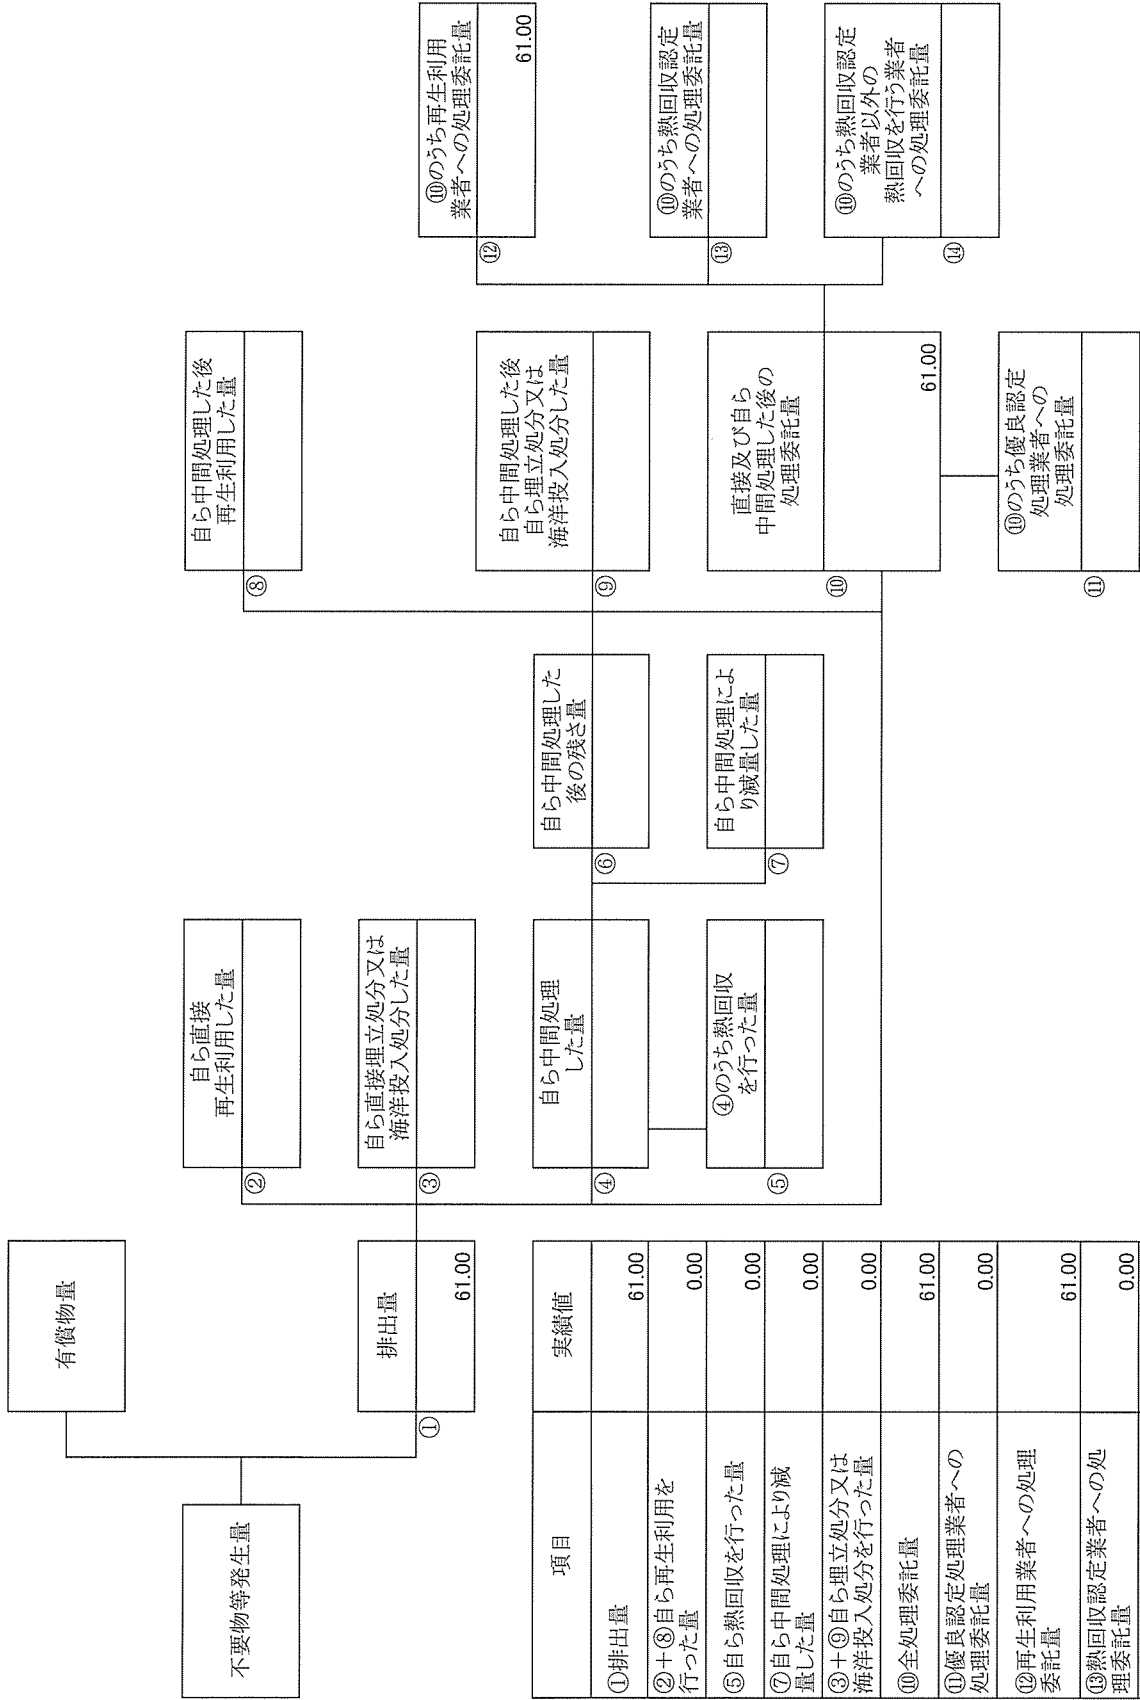 有償物量
不要物等発生量
排出量
①
61.00
自ら直接
再生利用した量
②
自ら直接埋立処分又は
海洋投入処分した量
③
自ら中間処理
した量
④
④のうち熱回収
を行った量
⑤
自ら中間処理した
後の残さ量
⑥
自ら中間処理によ
り減量した量
⑦
自ら中間処理した後
再生利用した量
⑧
自ら中間処理した後
自ら埋立処分又は
海洋投入処分した量
⑨
直接及び自ら
中間処理した後の
処理委託量
⑩
61.00
⑩のうち優良認定
処理業者への
処理委託量
⑪
⑩のうち再生利用
業者への処理委託量
⑫
61.00
⑩のうち熱回収認定
業者への処理委託量
⑬
⑩のうち熱回収認定
業者以外の
熱回収を行う業者
への処理委託量
⑭
項目
実績値
①排出量
61.00
②+⑧自ら再生利用を
行った量
0.00
⑤自ら熱回収を行った量
0.00
⑦自ら中間処理により減
量した量
0.00
③+⑨自ら埋立処分又は
海洋投入処分を行った量
0.00
⑩全処理委託量
61.00
⑪優良認定処理業者への
処理委託量
0.00
⑫再生利用業者への処理
委託量
61.00
⑬熱回収認定業者への処
理委託量
0.00